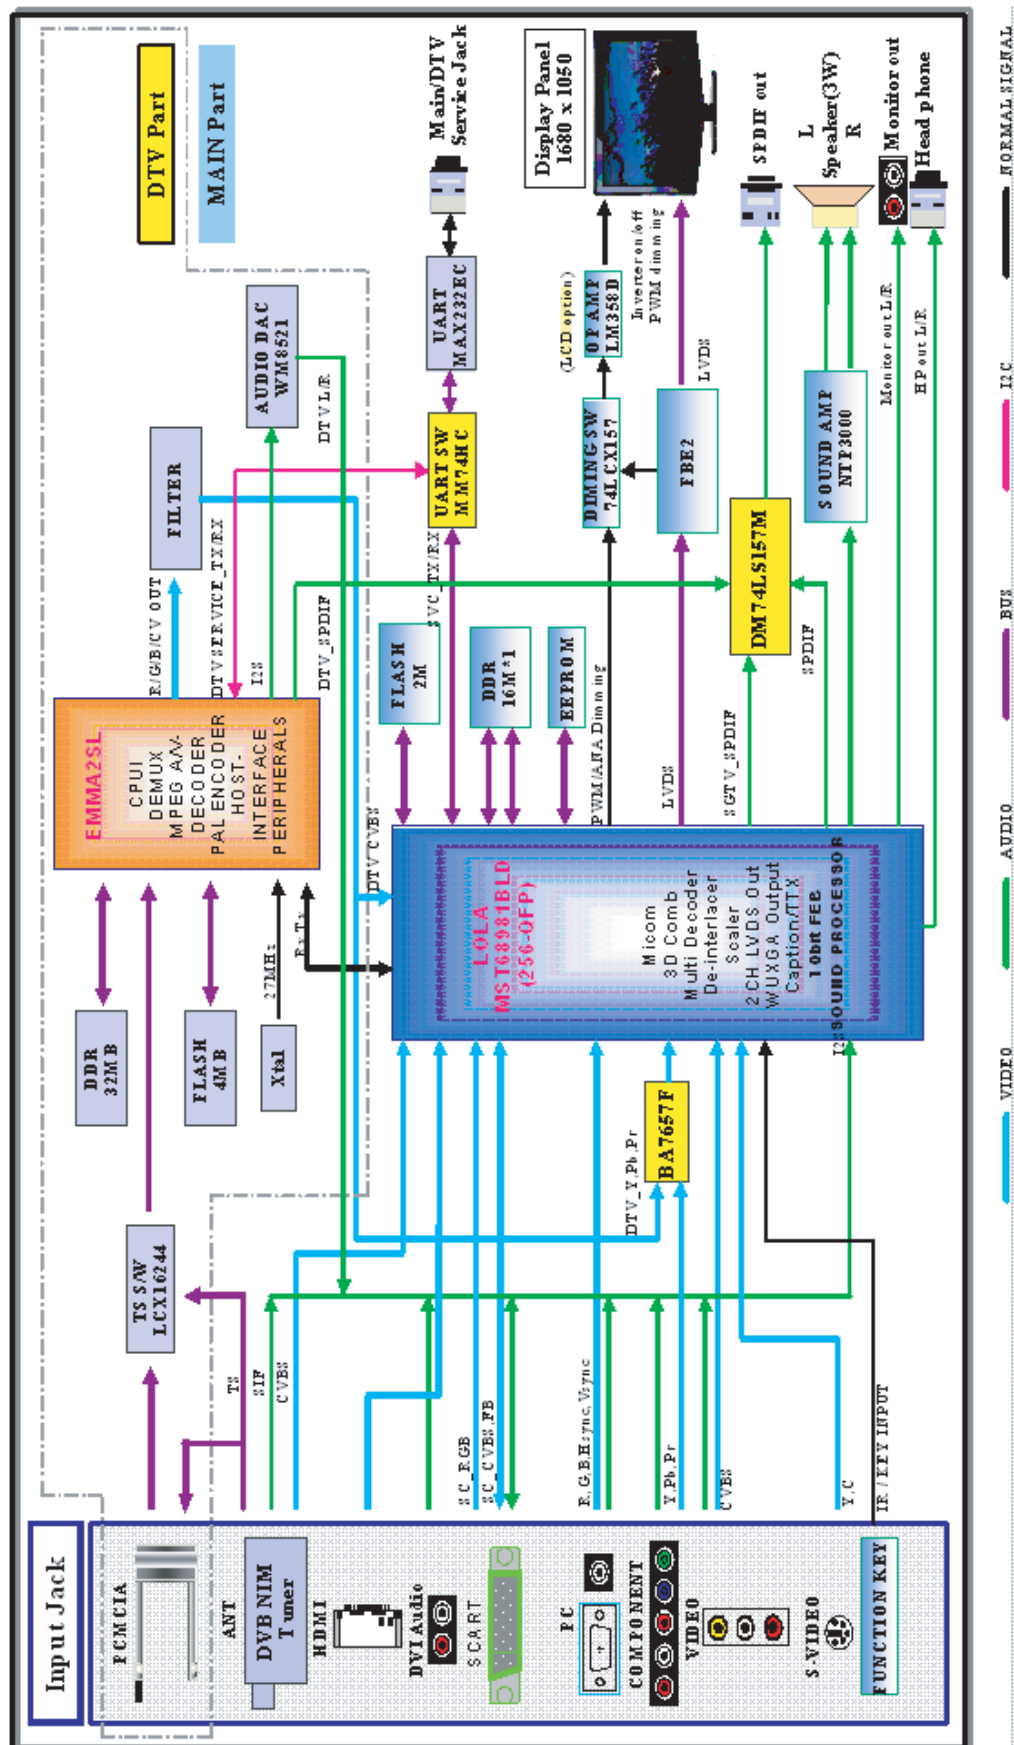 Input Jack
PCMCIA
ANT
DVB NIM
Tuner
HDMI
DVI Audio
SCART
PC
COMPONENT
VIDEO
S-VIDEO
FUNCTION KEY
TS S/W
LCX16244
TS
SIF
CVBS
SC_RGB
SC_CVBS,FB
R,G,B,Hsync,Vsync
Y,Pb,Pr
CVBS
Y,C
IR / KEY INPUT
DDR
32MB
FLASH
4MB
Xtal
27MHz
RxTx
DTV_Y,Pb,Pr
BA7657F
I2S
EMMA2SL
CPUI
DEMUX
MPEG A/V-
DECODER
PAL ENCODER
HOST-
INTERFACE
PERIPHERALS
DTV CVBS
LOLA
MST68981BLD
(256-QFP)
Micom
3D Comb
Multi Decoder
De-interlacer
Scaler
2 CH LVDS Out
WUXGA Output
Caption/TTX
10bit FEB
SOUND PROCESSOR
R/G/B/CV OUT
DTVSERVICE_TX/RX
I2S
DTV_SPDIF
FLASH
2M
SVC_TX/RX
DDR
16M*1
EEPROM
PWM/ANA Dimming
LVDS
SGTV_SPDIF
SPDIF
FILTER
AUDIO DAC
WM8521
DTV L/R
UART SW
MM74HC
UART
MAX232EC
Main/DTV
Service Jack
DIMING SW
74LCX157
(LCD option)
OP AMP
LM358D
FBE2
Inverter on/off
PWM dimming
LVDS
Display Panel
1680 x 1050
DM74LS157M
SPDIF out
SOUND AMP
NTP3000
L
Speaker(3W)
R
Monitor out L/R
Monitor out
HP out L/R
Head phone
DTV Part
MAIN Part
VIDEO
AUDIO
BUS
I2C
NORMAL SIGNAL